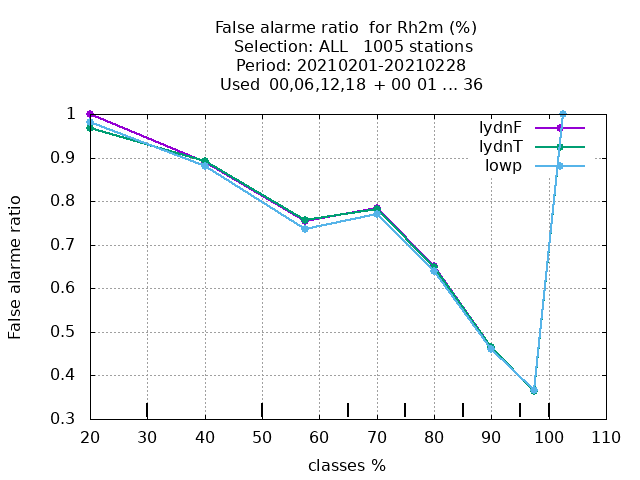 False alarme ratio for Rh2m (%)
Selection: ALL 1005 stations
Period: 20210201-20210228
Used 00,06,12,18 + 00 01 ... 36
lydnF
lydnT
lowp
1
0.9
0.8
0.7
0.6
0.5
0.4
0.3
False alarme ratio
20 30 40 50 60 70 80 90 100 110
classes %